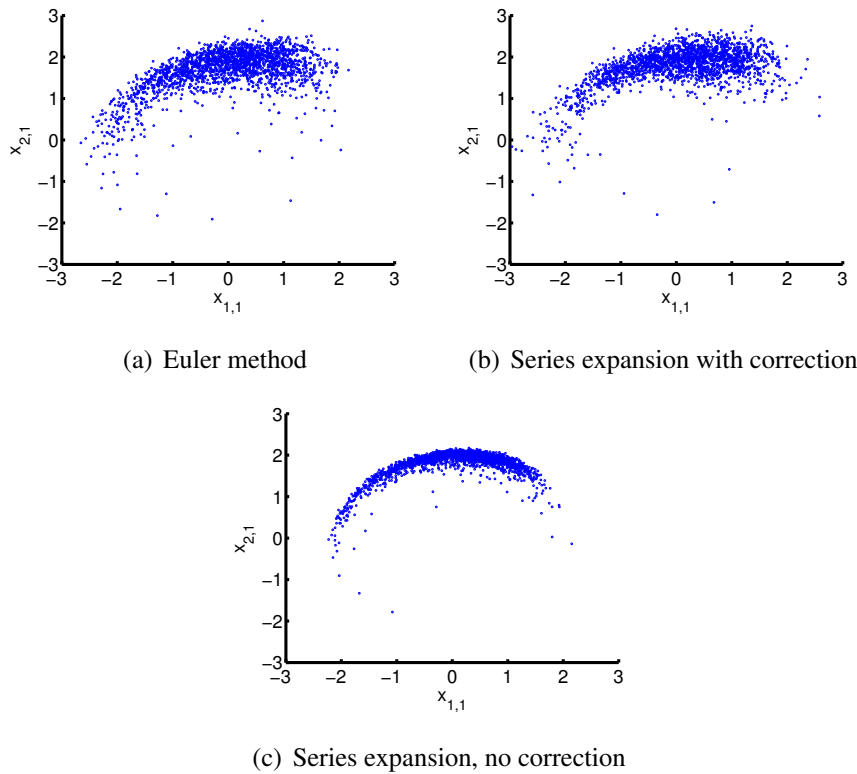 3
2
1
0
−1
−2
−3
−3 −2 −1 0 1 2 3
x1,1
x2,1
(a) Euler method
3
2
1
0
−1
−2
−3
−3 −2 −1 0 1 2 3
x1,1
x2,1
(b) Series expansion with correction
3
2
1
0
−1
−2
−3
−3 −2 −1 0 1 2 3
x1,1
x2,1
(c) Series expansion, no correction